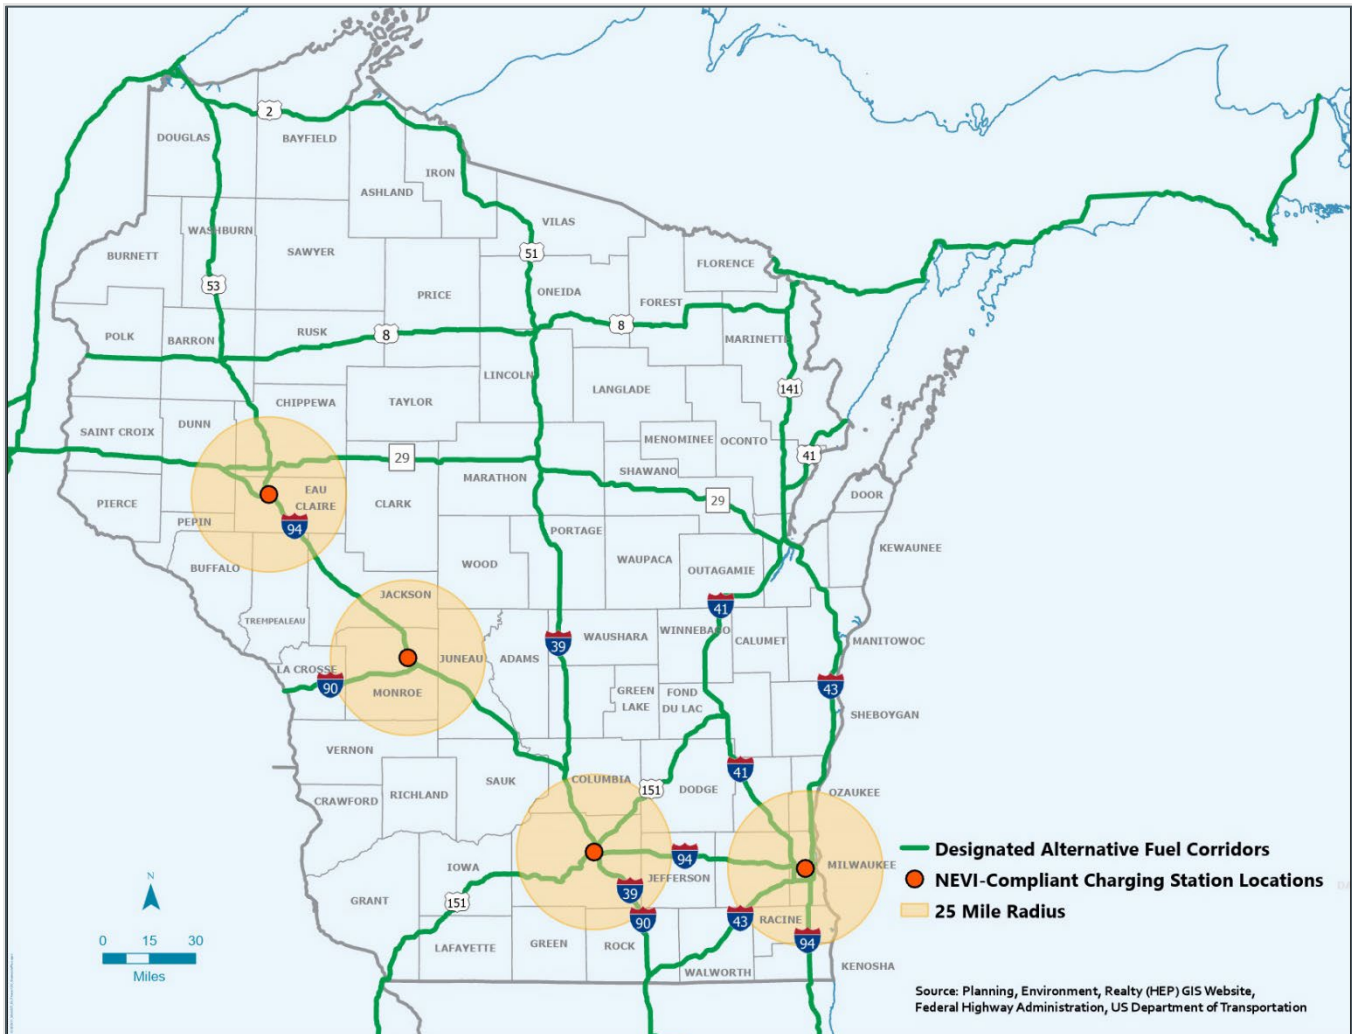 2
DOUGLAS
BAYFIELD
IRON
ASHLAND
VILAS
WASHBURN
SAWYER
51
BURNETT
FLORENCE
53
PRICE
ONEIDA
FOREST
8
RUSK
8
POLK
BARRON
MARINETTE
LINCOLN
LANGLADE
141
CHIPPEWA
TAYLOR
DUNN
SAINT CROIX
MENOMINEE
OCONTO
41
29
SHAWANO
MARATHON
EAU
CLAIRE
CLARK
29
DOOR
PIERCE
PEPIN
94
PORTAGE
KEWAUNEE
WAUPACA
WOOD
BUFFALO
OUTAGAMIE
JACKSON
41
TREMPEALEAU
WAUSHARA
WINNEBAGO
CALUMET
MANITOWOC
39
JUNEAU
ADAMS
LA CROSSE
90
MONROE
GREEN
LAKE
FOND
DU LAC
43
SHEBOYGAN
VERNON
41
SAUK
COLUMBIA
151
DODGE
OZAUKEE
RICHLAND
CRAWFORD
94
MILWAUKEE
IOWA
JEFFERSON
39
GRANT
151
90
43
RACINE
94
LAFAYETTE
GREEN
ROCK
WALWORTH
KENOSHA
Designated Alternative Fuel Corridors
NEVI-Compliant Charging Station Locations
25 Mile Radius
N
0 15 30
Miles
Source: Planning, Environment, Realty (HEP) GIS Website,
Federal Highway Administration, US Department of Transportation